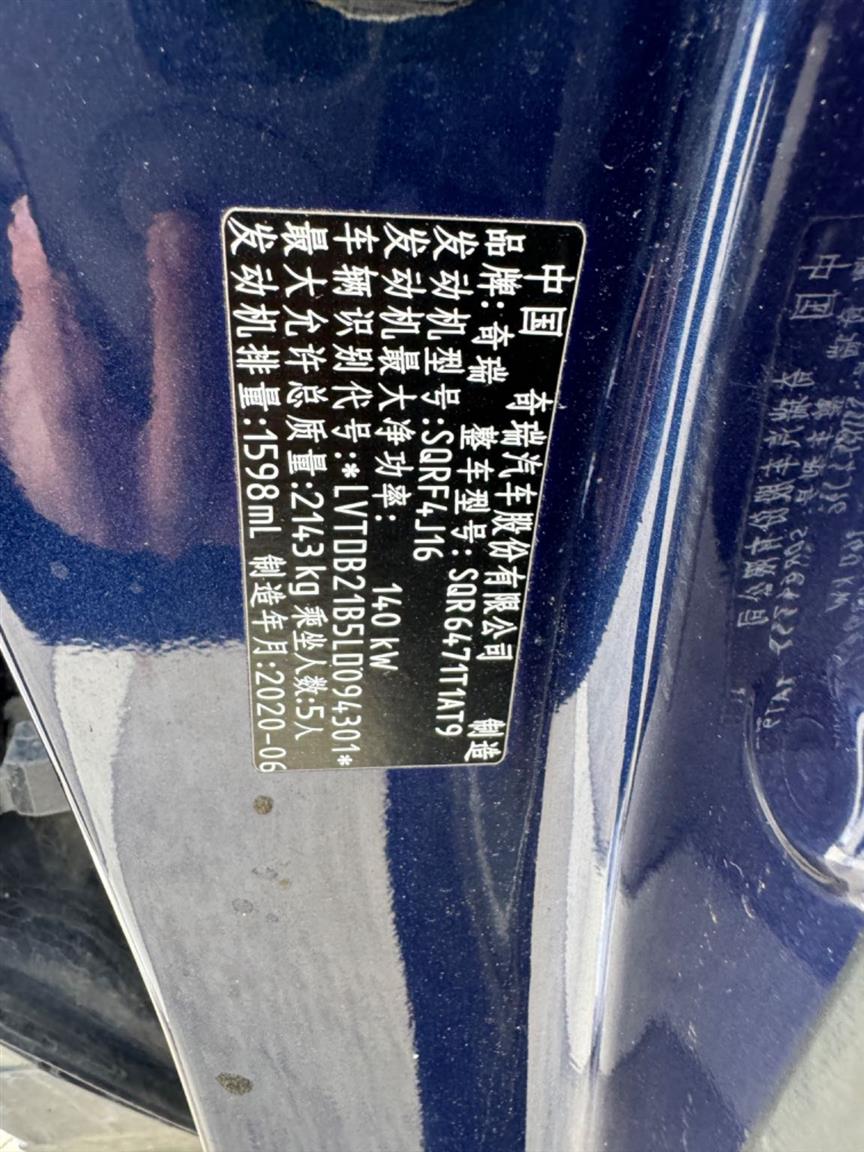 中国 奇瑞汽车股份有限公司 制造
品牌:奇瑞 整车型号:SQR6471T1AT9
发动机型号:SQRF4J16
发动机最大净功率: 140 kW
车辆识别代号:*LVTDB21B5LD094301*
最大允许总质量:2143kg 乘坐人数:5人
发动机排量:1598mL 制造年月:2020-06